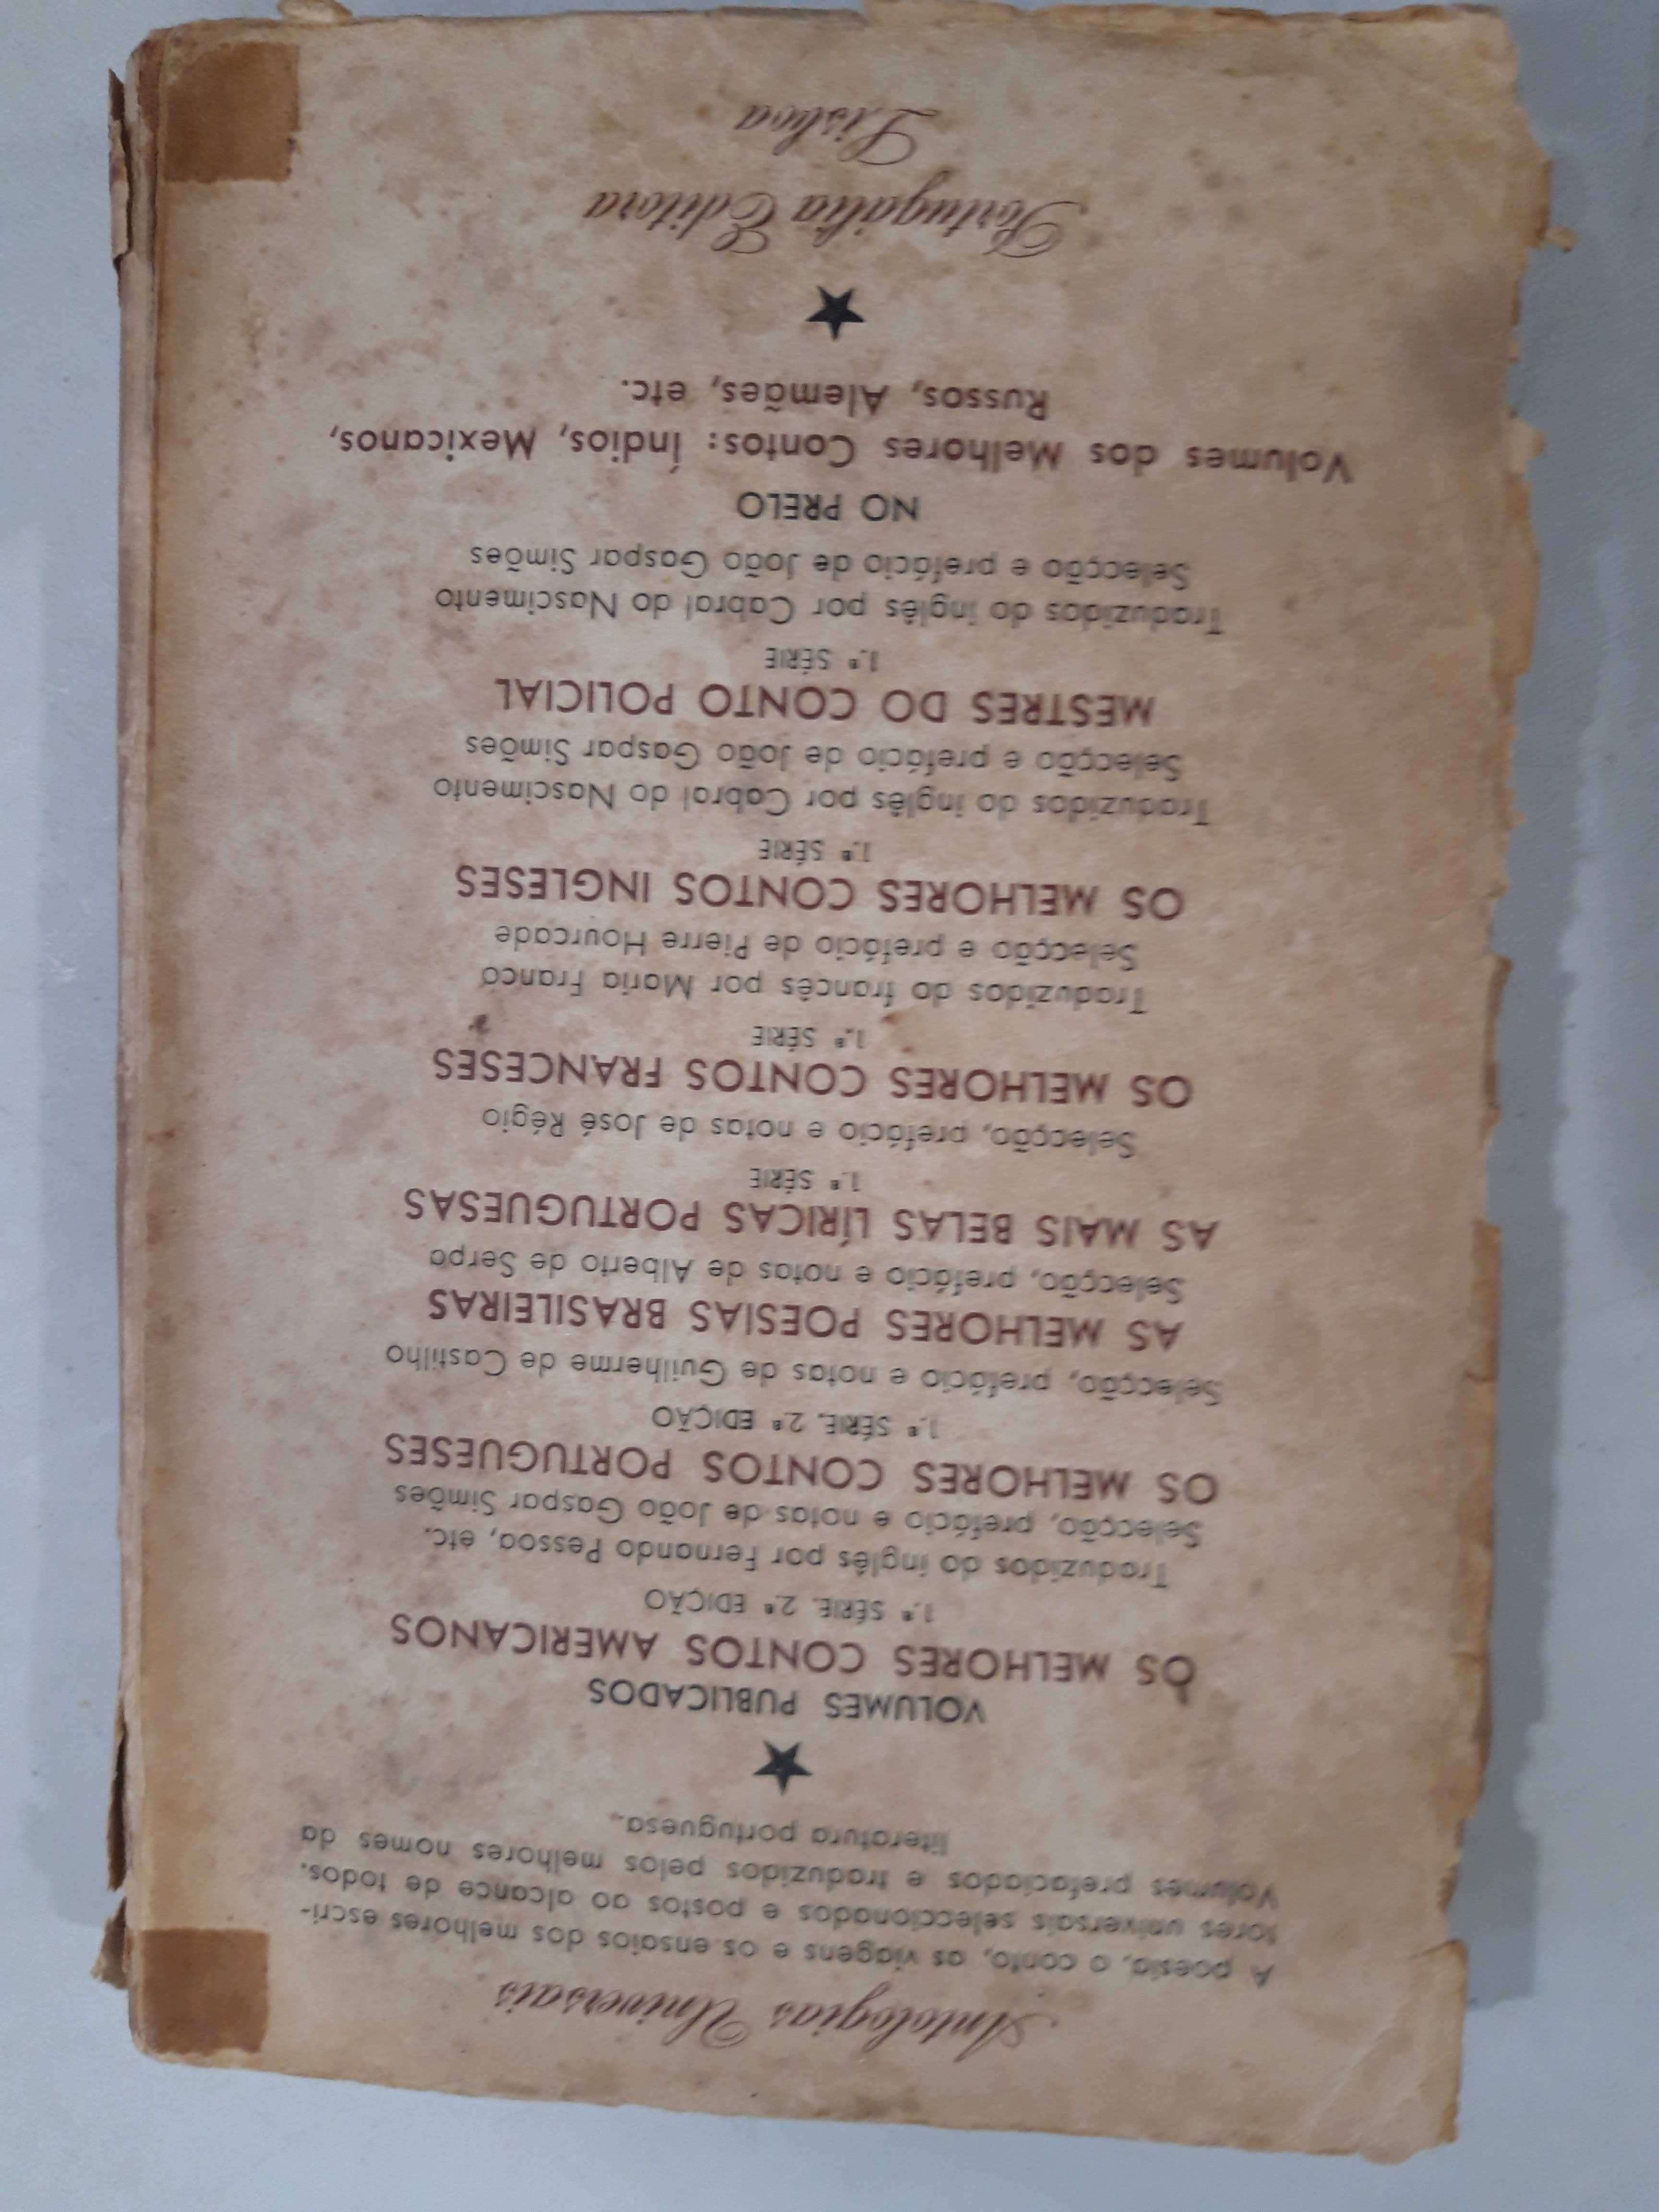 Antologias Universais
A poesia, o conto, as viagens e os ensaios dos melhores escri-
tores universais seleccionados e postos ao alcance de todos.
Volumes prefaciados e traduzidos pelos melhores nomes da
literatura portuguesa.
VOLUMES PUBLICADOS
OS MELHORES CONTOS AMERICANOS
1.ª SÉRIE. 2.ª EDIÇÃO
Traduzidos do inglês por Fernando Pessoa, etc.
Selecção, prefácio e notas de João Gaspar Simões
OS MELHORES CONTOS PORTUGUESES
1.ª SÉRIE. 2.ª EDIÇÃO
Selecção, prefácio e notas de Guilherme de Castilho
AS MELHORES POESIAS BRASILEIRAS
Selecção, prefácio e notas de Alberto de Serpa
AS MAIS BELAS LÍRICAS PORTUGUESAS
1.ª SÉRIE
Selecção, prefácio e notas de José Régio
OS MELHORES CONTOS FRANCESES
1.ª SÉRIE
Traduzidos do francês por Maria Franco
Selecção e prefácio de Pierre Hourcade
OS MELHORES CONTOS INGLESES
1.ª SÉRIE
Traduzidos do inglês por Cabral do Nascimento
Selecção e prefácio de João Gaspar Simões
MESTRES DO CONTO POLICIAL
1.ª SÉRIE
Traduzidos do inglês por Cabral do Nascimento
Selecção e prefácio de João Gaspar Simões
NO PRELO
Volumes dos Melhores Contos: Índios, Mexicanos,
Russos, Alemães, etc.
Portugália Editora
Lisboa